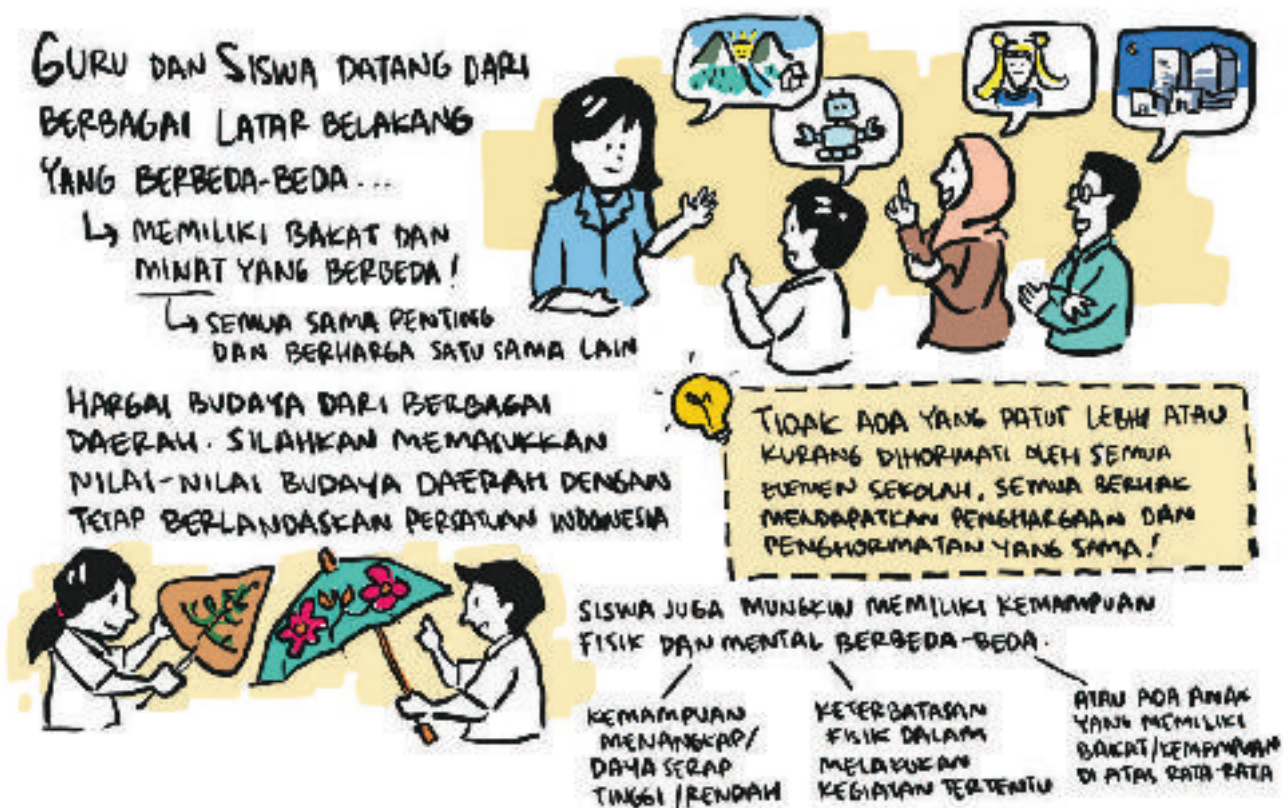 GURU DAN SISWA DATANG DARI
BERBAGAI LATAR BELAKANG
YANG BERBEDA-BEDA...
↳ MEMILIKI BAKAT DAN
MINAT YANG BERBEDA!
↳ SEMUA SAMA PENTING
DAN BERHARGA SATU SAMA LAIN
HARGAI BUDAYA DARI BERBAGAI
DAERAH. SILAHKAN MEMASUKKAN
NILAI-NILAI BUDAYA DAERAH DENGAN
TETAP BERLANDASKAN PERSATUAN INDONESIA
TIDAK ADA YANG PATUT LEBIH ATAU
KURANG DIHORMATI OLEH SEMUA
ELEMEN SEKOLAH. SEMUA BERHAK
MENDAPATKAN PENGHARGAAN DAN
PENGHORMATAN YANG SAMA!
SISWA JUGA MUNGKIN MEMILIKI KEMAMPUAN
FISIK DAN MENTAL BERBEDA-BEDA.
KEMAMPUAN
MENANGKAP/
DAYA SERAP
TINGGI/RENDAH
KETERBATASAN
FISIK DALAM
MELAKUKAN
KEGIATAN TERTENTU
ATAU ADA ANAK
YANG MEMILIKI
BAKAT/KEMAMPUAN
DI ATAS RATA-RATA